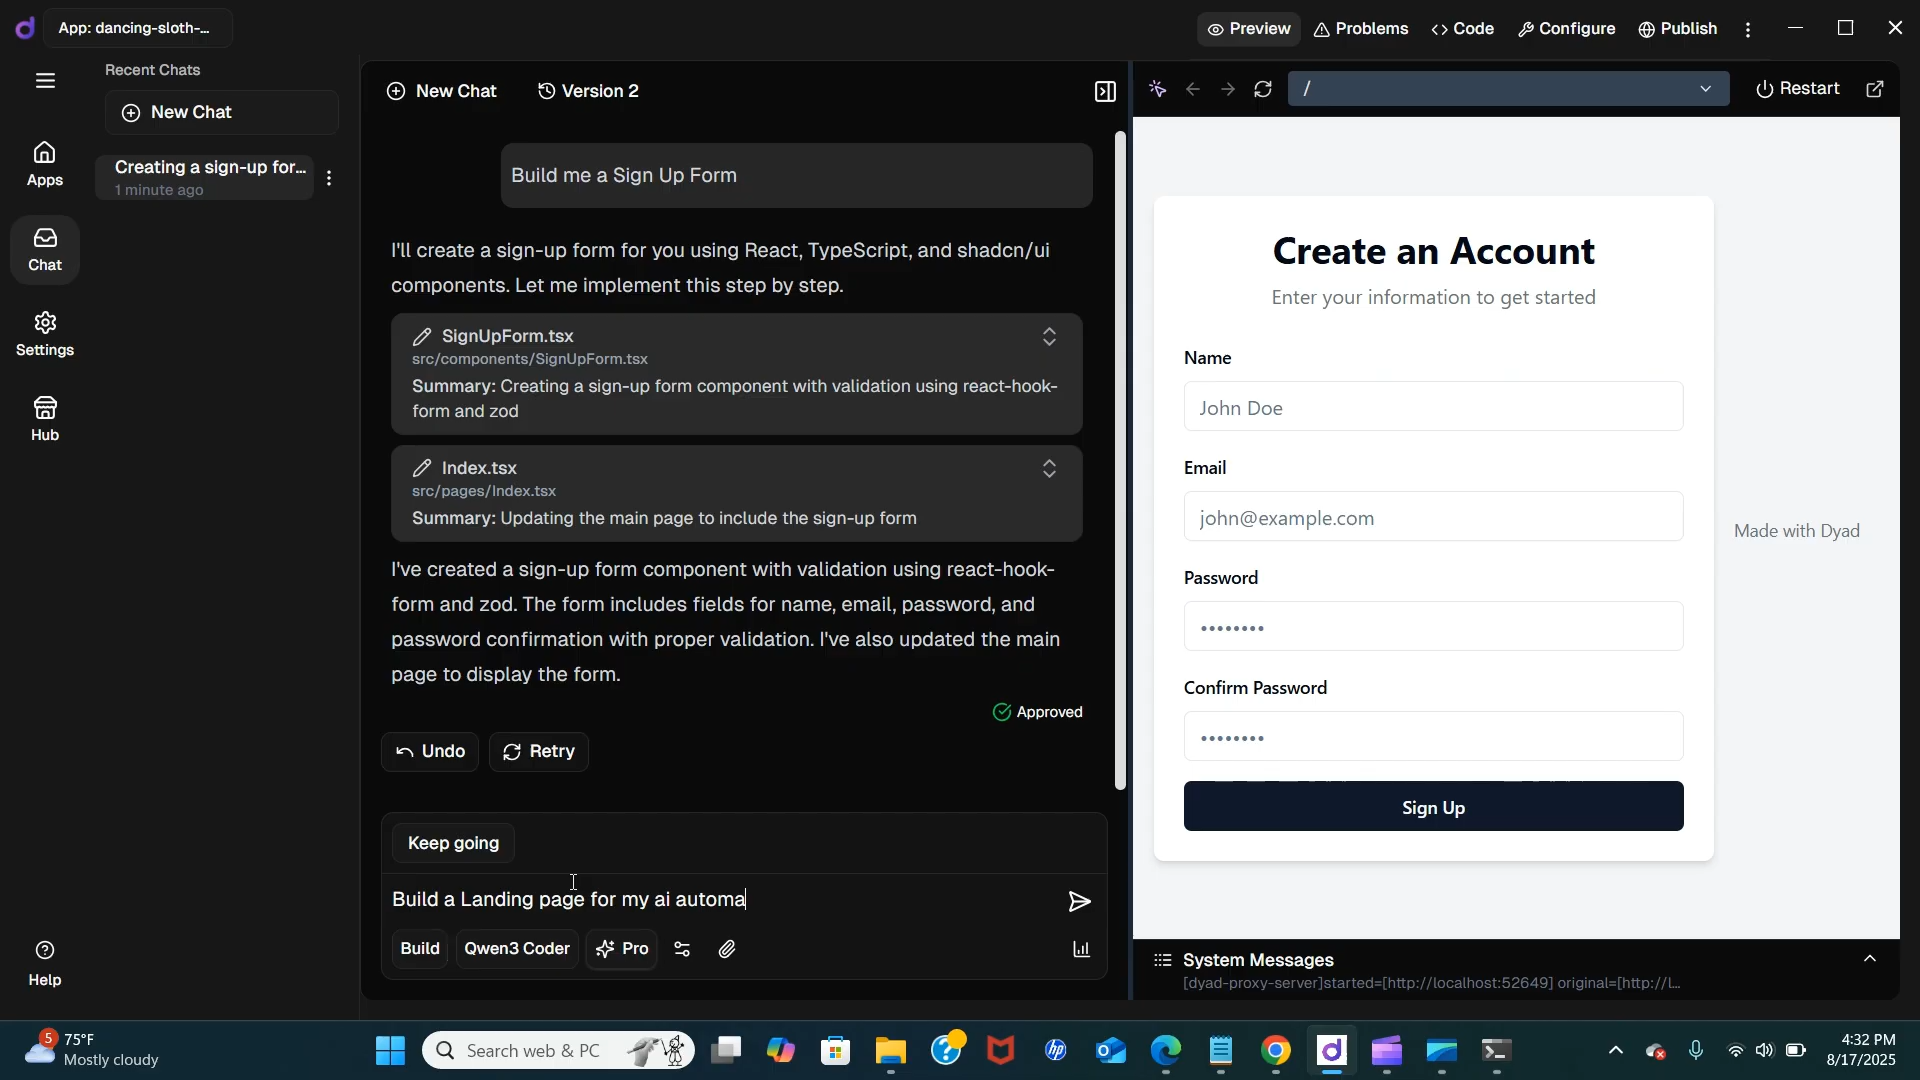 App: dancing-sloth-...
Preview
Problems
Code
Configure
Publish
Recent Chats
New Chat
Creating a sign-up for...
1 minute ago
Apps
Chat
Settings
Hub
Help
New Chat
Version 2
Build me a Sign Up Form
I'll create a sign-up form for you using React, TypeScript, and shadcn/ui
components. Let me implement this step by step.
SignUpForm.tsx
src/components/SignUpForm.tsx
Summary: Creating a sign-up form component with validation using react-hook-
form and zod
Index.tsx
src/pages/Index.tsx
Summary: Updating the main page to include the sign-up form
I've created a sign-up form component with validation using react-hook-
form and zod. The form includes fields for name, email, password, and
password confirmation with proper validation. I've also updated the main
page to display the form.
Approved
Undo
Retry
Keep going
Build a Landing page for my ai automa
Build
Qwen3 Coder
Pro
/
Restart
Create an Account
Enter your information to get started
Name
John Doe
Email
john@example.com
Password
••••••••
Confirm Password
••••••••
Sign Up
Made with Dyad
System Messages
[dyad-proxy-server]started=[http://localhost:52649] original=[http://l...
5
75°F
Mostly cloudy
Search web & PC
4:32 PM
8/17/2025